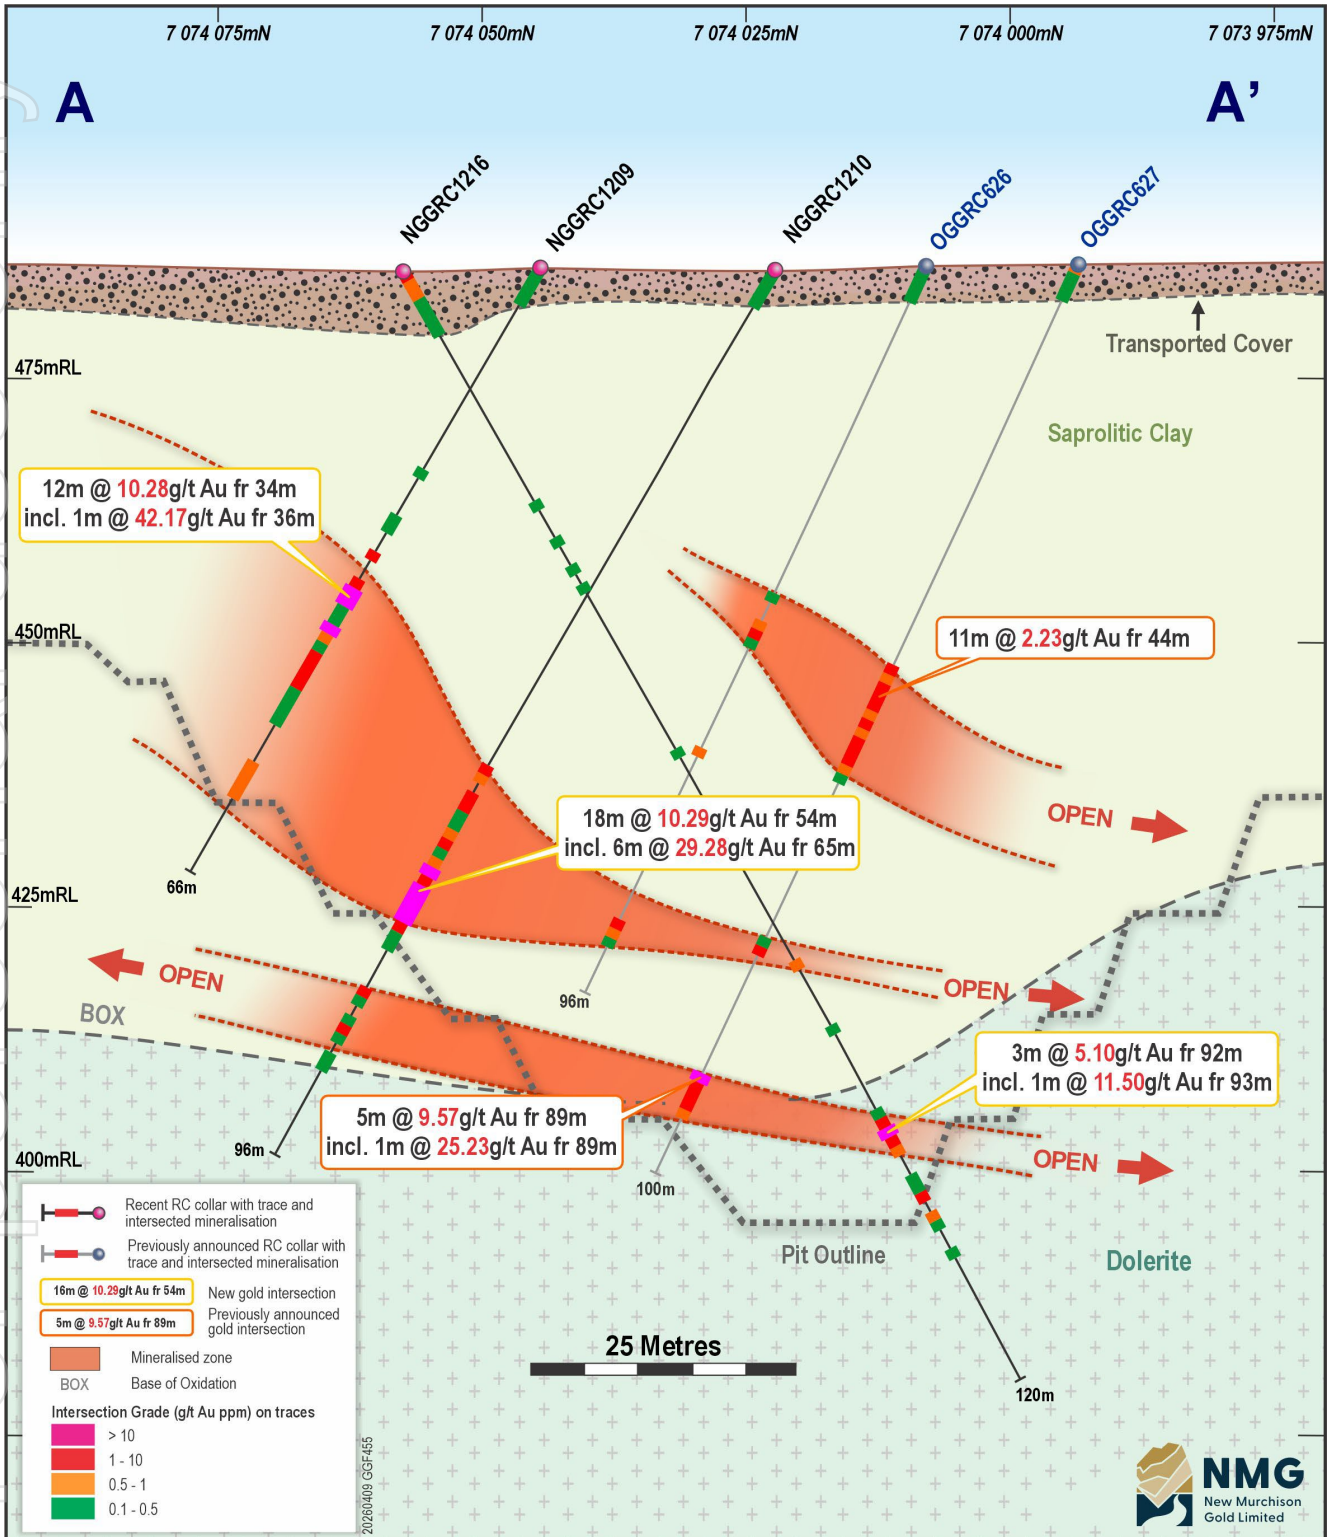 7 074 075mN
7 074 050mN
7 074 025mN
7 074 000mN
7 073 975mN
A
A’
NGGRC1216
NGGRC1209
NGGRC1210
OGGRC626
OGGRC627
Transported Cover
475mRL
Saprolitic Clay
12m @ 10.28g/t Au fr 34m
incl. 1m @ 42.17g/t Au fr 36m
450mRL
11m @ 2.23g/t Au fr 44m
18m @ 10.29g/t Au fr 54m
incl. 6m @ 29.28g/t Au fr 65m
OPEN
66m
425mRL
OPEN
OPEN
96m
BOX
3m @ 5.10g/t Au fr 92m
incl. 1m @ 11.50g/t Au fr 93m
5m @ 9.57g/t Au fr 89m
incl. 1m @ 25.23g/t Au fr 89m
96m
OPEN
400mRL
100m
Pit Outline
Dolerite
25 Metres
120m
Recent RC collar with trace and
intersected mineralisation
Previously announced RC collar with
trace and intersected mineralisation
16m @ 10.29g/t Au fr 54m
New gold intersection
5m @ 9.57g/t Au fr 89m
Previously announced
gold intersection
Mineralised zone
BOX
Base of Oxidation
Intersection Grade (g/t Au ppm) on traces
> 10
1 - 10
0.5 - 1
0.1 - 0.5
20260409 GGF455
NMG
New Murchison
Gold Limited